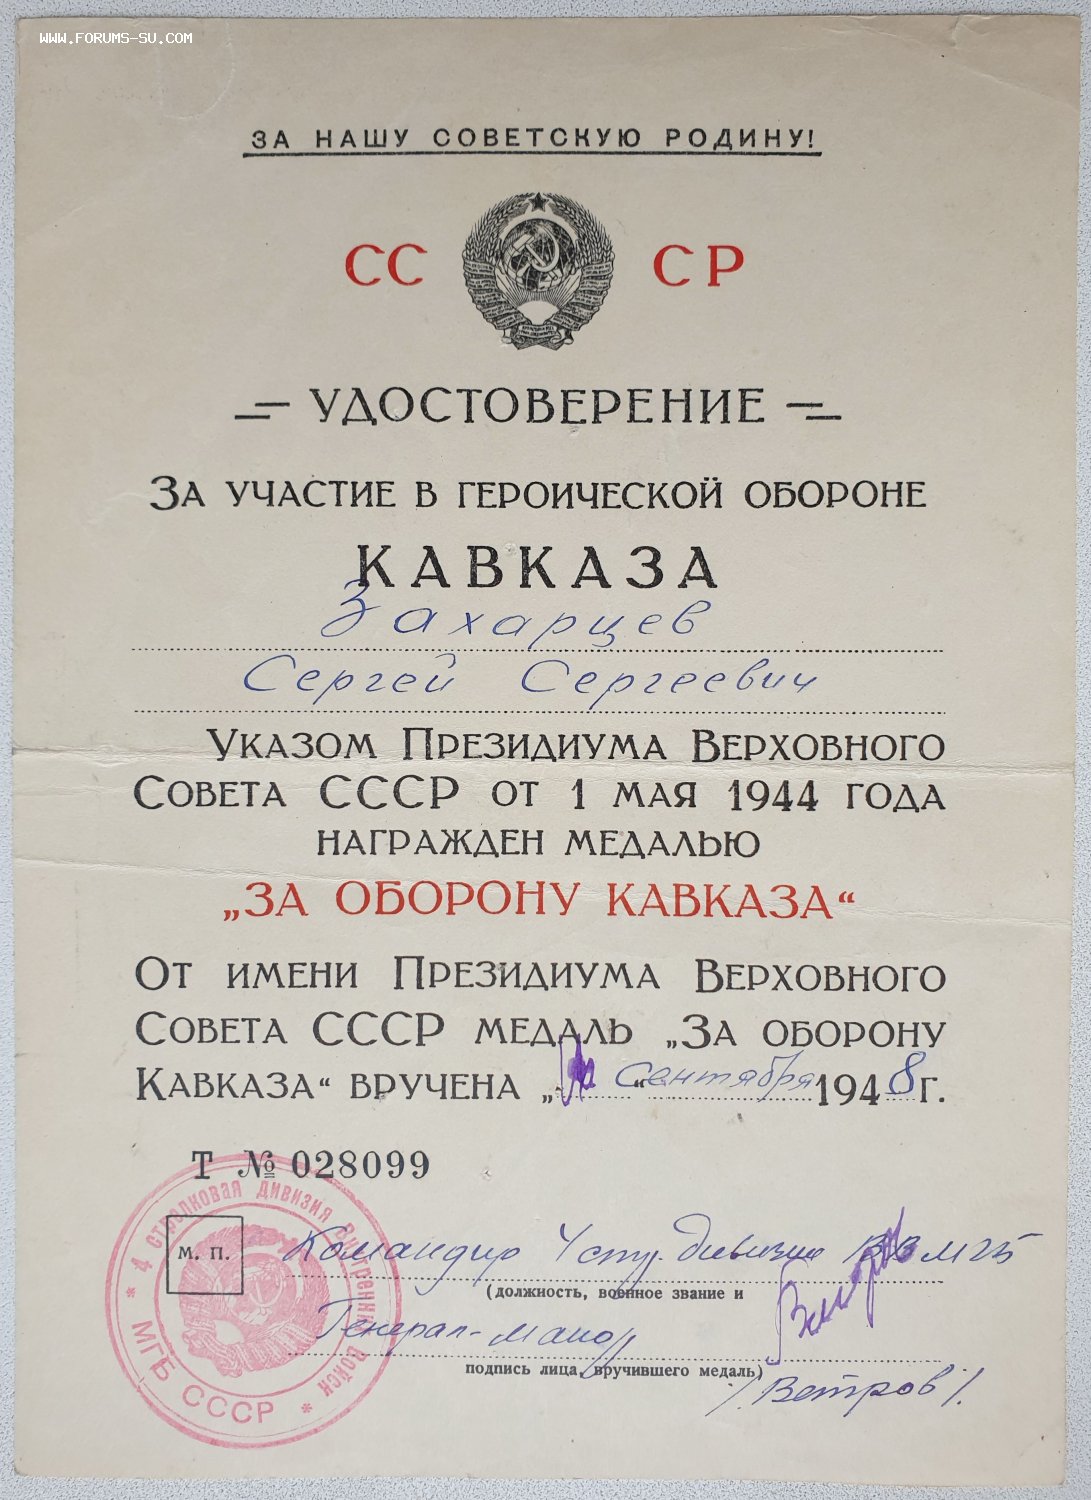 WWW.FORUMS-SU.COM
ЗА НАШУ СОВЕТСКУЮ РОДИНУ!
СС СР
УДОСТОВЕРЕНИЕ
ЗА УЧАСТИЕ В ГЕРОИЧЕСКОЙ ОБОРОНЕ
КАВКАЗА
Захарцев
Сергей Сергеевич
УКАЗОМ ПРЕЗИДИУМА ВЕРХОВНОГО
СОВЕТА СССР ОТ 1 МАЯ 1944 ГОДА
НАГРАЖДЕН МЕДАЛЬЮ
„ЗА ОБОРОНУ КАВКАЗА“
ОТ ИМЕНИ ПРЕЗИДИУМА ВЕРХОВНОГО
СОВЕТА СССР МЕДАЛЬ „ЗА ОБОРОНУ
КАВКАЗА“ ВРУЧЕНА „ “ сентября 1948 г.
Т № 028099
4 стрелковая дивизия внутренних войск
МГБ СССР
М. П.
Командир 4 стр. дивизии ВВ МГБ
(должность, военное звание и
Генерал-майор
подпись лица, вручившего медаль)
/. Ветров /.